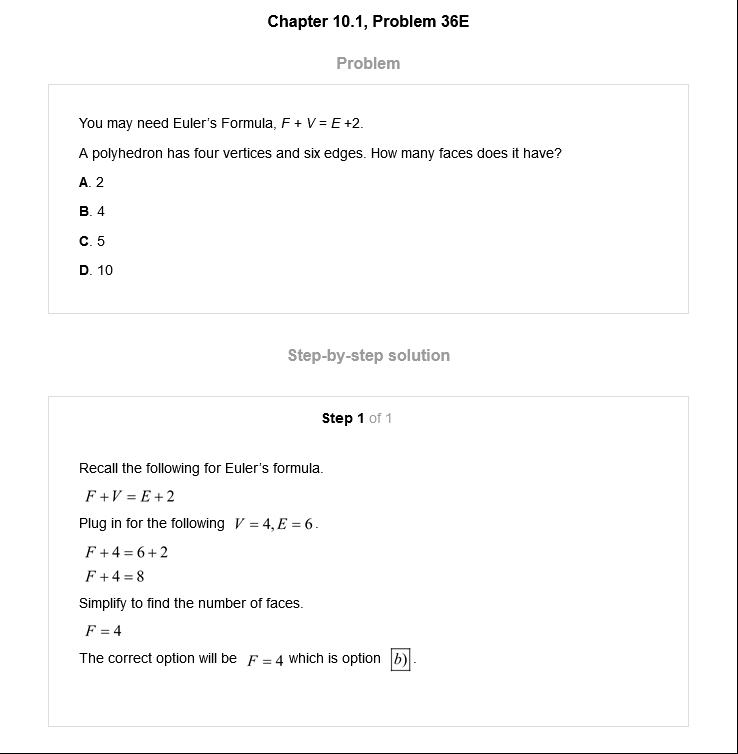 Chapter 10.1, Problem 36E
Problem
You may need Euler's Formula, F + V = E +2.
A polyhedron has four vertices and six edges. How many faces does it have?
A. 2
B. 4
C. 5
D. 10
Step-by-step solution
Step 1 of 1
Recall the following for Euler's formula.
F + V = E + 2
Plug in for the following V = 4, E = 6.
F + 4 = 6 + 2
F + 4 = 8
Simplify to find the number of faces.
F = 4
The correct option will be F = 4 which is option b).